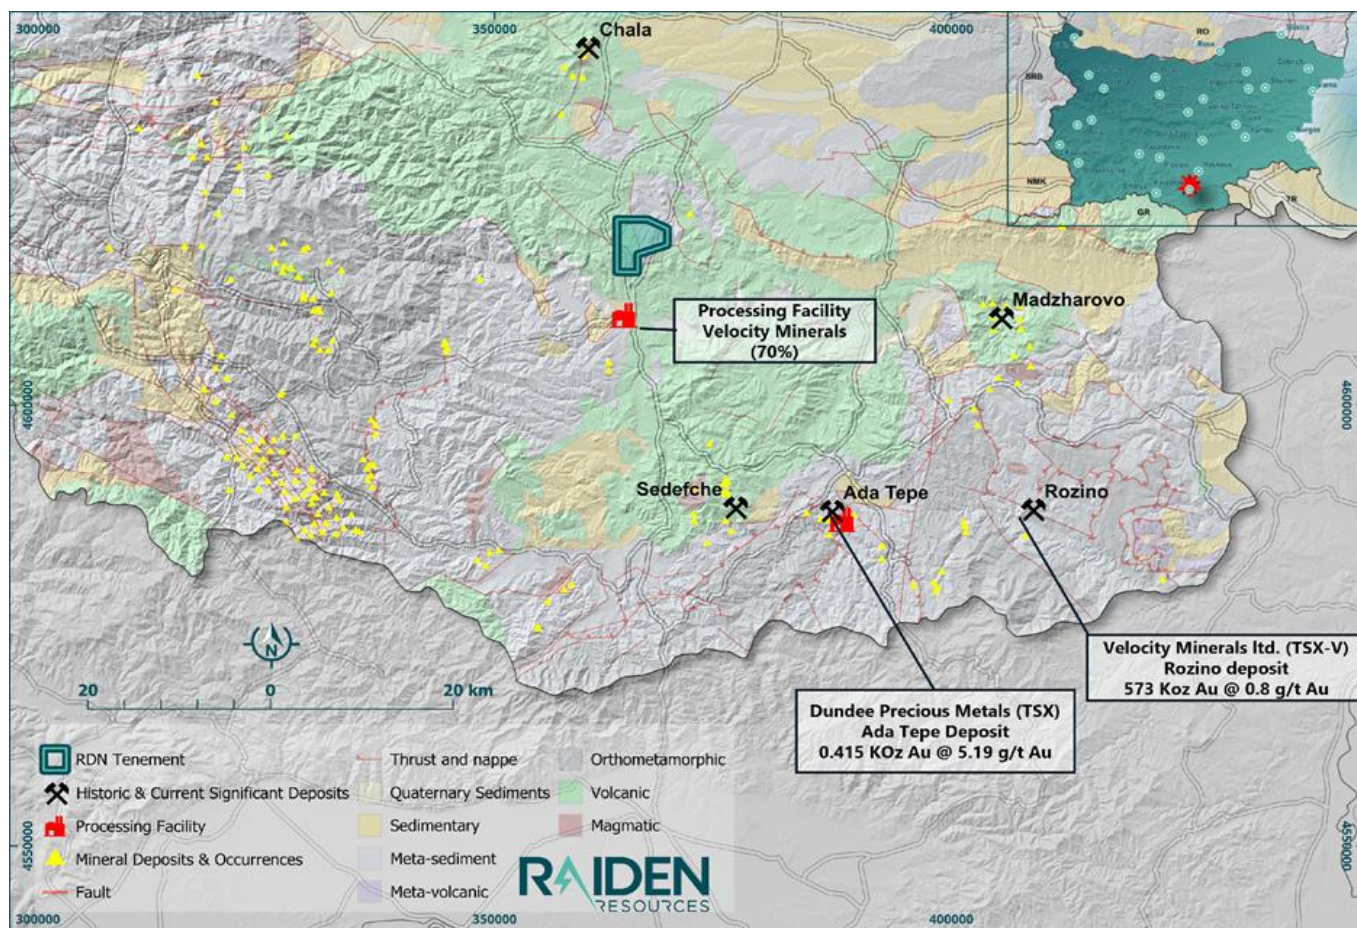 300000
350000
400000
Chala
RO
SRB
NMK
GR
TR
Madzharovo
Processing Facility
Velocity Minerals
(70%)
4600000
4600000
Sedefche
Ada Tepe
Rozino
N
20
0
20 km
Velocity Minerals ltd. (TSX-V)
Rozino deposit
573 Koz Au @ 0.8 g/t Au
Dundee Precious Metals (TSX)
Ada Tepe Deposit
0.415 KOz Au @ 5.19 g/t Au
RDN Tenement
Historic & Current Significant Deposits
Processing Facility
Mineral Deposits & Occurrences
Fault
Thrust and nappe
Quaternary Sediments
Sedimentary
Meta-sediment
Meta-volcanic
Orthometamorphic
Volcanic
Magmatic
RAIDEN
RESOURCES
4550000
4550000
300000
350000
400000